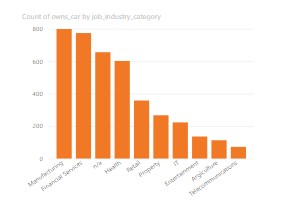 Count of owns_car by job_industry_category
800
600
400
200
0
Manufacturing
Financial Services
n/a
Health
Retail
Property
IT
Entertainment
Argiculture
Telecommunications